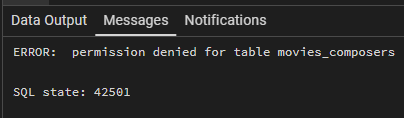 Data Output Messages Notifications
ERROR:  permission denied for table movies_composers
SQL state: 42501